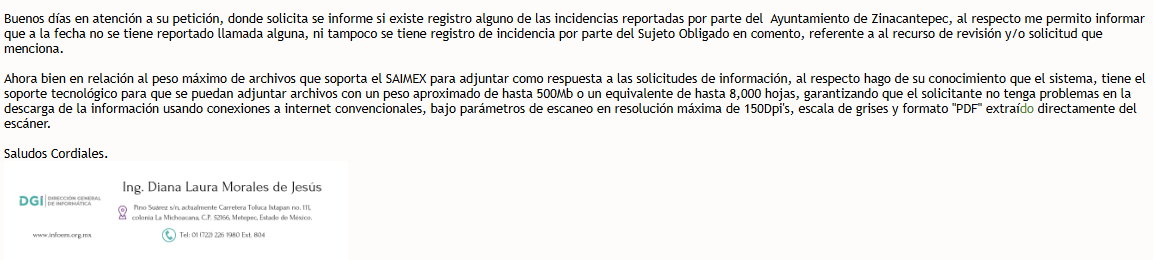 Buenos días en atención a su petición, donde solicita se informe si existe registro alguno de las incidencias reportadas por parte del  Ayuntamiento de Zinacantepec, al respecto me permito informar
que a la fecha no se tiene reportado llamada alguna, ni tampoco se tiene registro de incidencia por parte del Sujeto Obligado en comento, referente a al recurso de revisión y/o solicitud que
menciona.
Ahora bien en relación al peso máximo de archivos que soporta el SAIMEX para adjuntar como respuesta a las solicitudes de información, al respecto hago de su conocimiento que el sistema, tiene el
soporte tecnológico para que se puedan adjuntar archivos con un peso aproximado de hasta 500Mb o un equivalente de hasta 8,000 hojas, garantizando que el solicitante no tenga problemas en la
descarga de la información usando conexiones a internet convencionales, bajo parámetros de escaneo en resolución máxima de 150Dpi's, escala de grises y formato "PDF" extraído directamente del
escáner.
Saludos Cordiales.
Ing. Diana Laura Morales de Jesús
DGI DIRECCIÓN GENERAL
DE INFORMÁTICA
Pino Suárez s/n, actualmente Carretera Toluca Ixtapan no. 111,
colonia La Michoacana, C.P. 52166, Metepec, Estado de México.
www.infoem.org.mx
Tel: 01 (722) 226 1980 Ext. 804